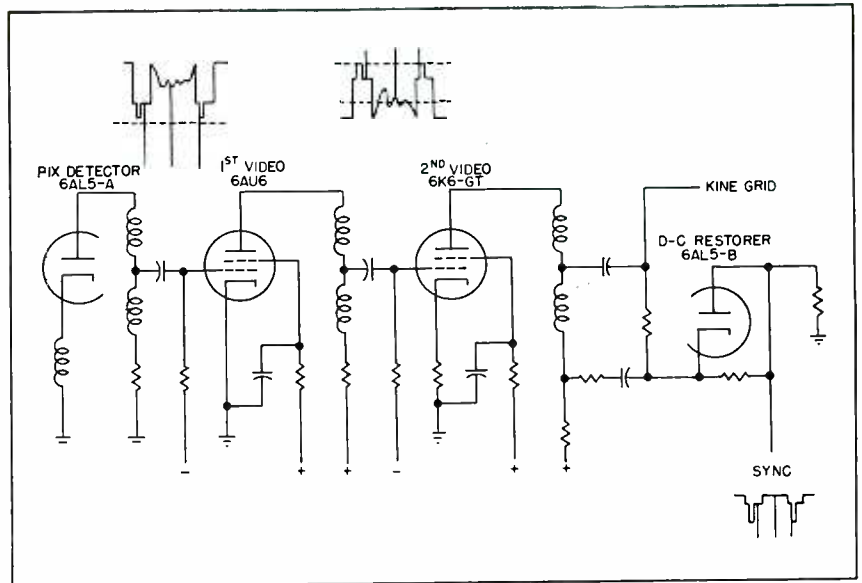 PIX DETECTOR
6AL5-A
1ST VIDEO
6AU6
2ND VIDEO
6K6-GT
KINE GRID
D-C RESTORER
6AL5-B
- + + - + +
SYNC